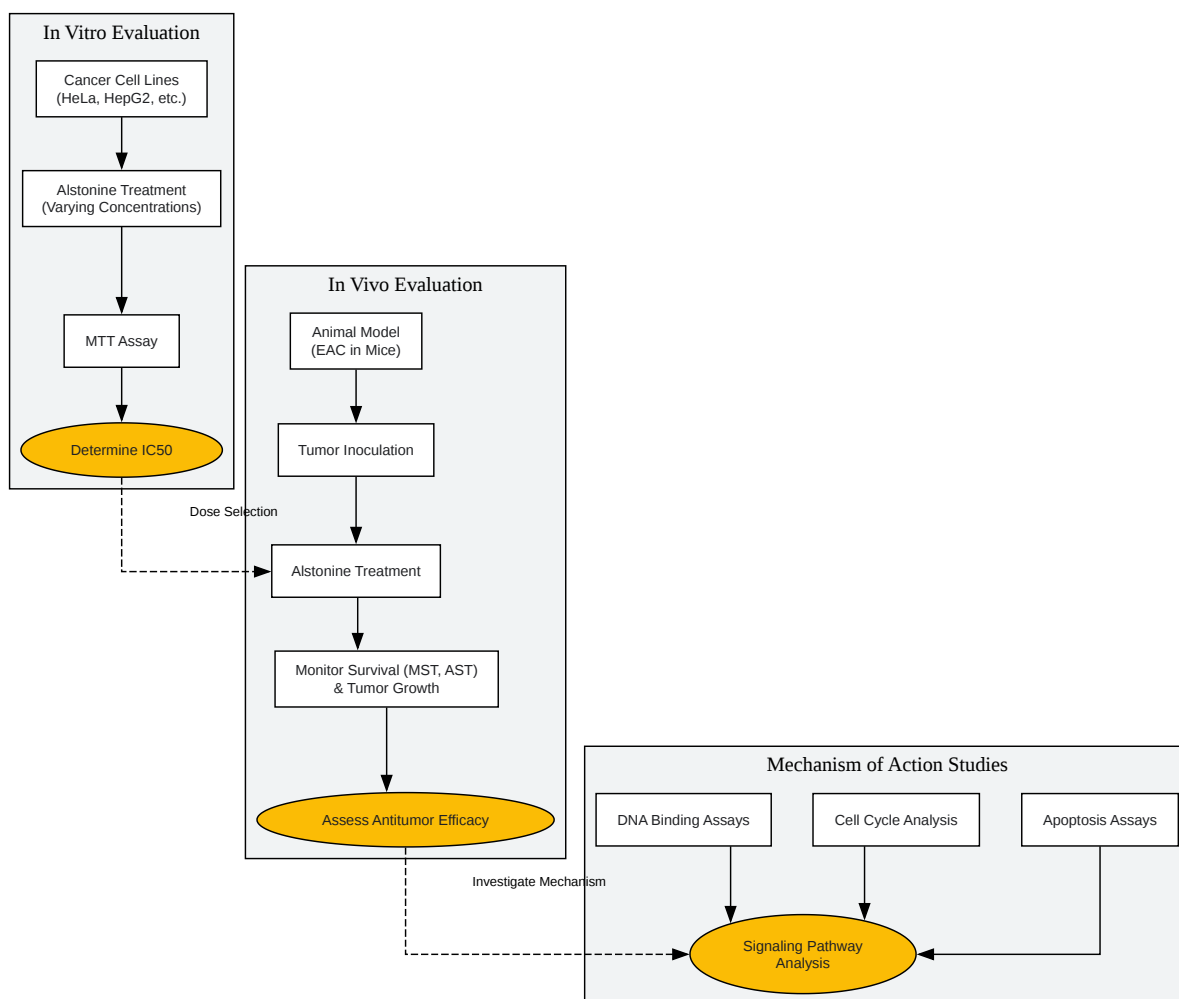 In Vitro Evaluation
Cancer Cell Lines
(HeLa, HepG2, etc.)
Alstonine Treatment
(Varying Concentrations)
MTT Assay
Determine IC50
Dose Selection
In Vivo Evaluation
Animal Model
(EAC in Mice)
Tumor Inoculation
Alstonine Treatment
Monitor Survival (MST, AST)
& Tumor Growth
Assess Antitumor Efficacy
Investigate Mechanism
Mechanism of Action Studies
DNA Binding Assays
Cell Cycle Analysis
Apoptosis Assays
Signaling Pathway
Analysis